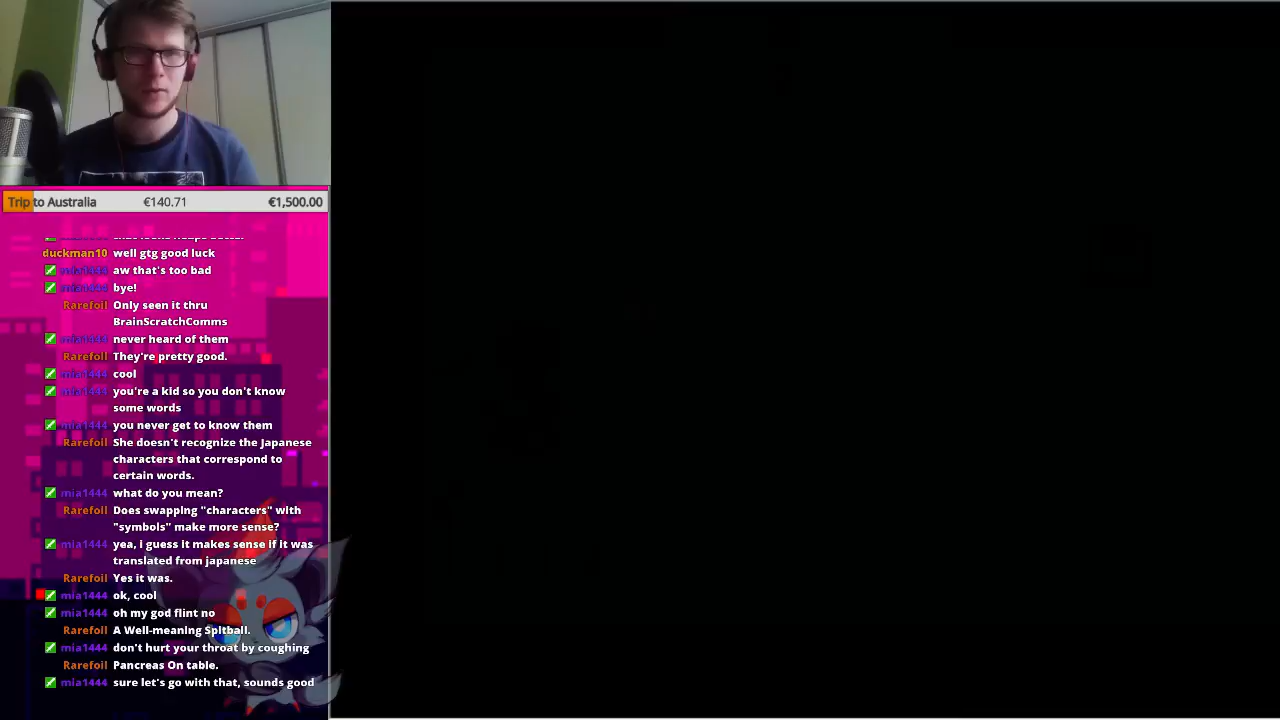 Trip to Australia €140.71 €1,500.00
duckman10 well gtg good luck
mia1444 aw that's too bad
mia1444 bye!
Rarefoil Only seen it thru
BrainScratchComms
mia1444 never heard of them
Rarefoil They're pretty good.
mia1444 cool
mia1444 you're a kid so you don't know
some words
mia1444 you never get to know them
Rarefoil She doesn't recognize the Japanese
characters that correspond to
certain words.
mia1444 what do you mean?
Rarefoil Does swapping "characters" with
"symbols" make more sense?
mia1444 yea, i guess it makes sense if it was
translated from japanese
Rarefoil Yes it was.
mia1444 ok, cool
mia1444 oh my god flint no
Rarefoil A Well-meaning Spitball.
mia1444 don't hurt your throat by coughing
Rarefoil Pancreas On table.
mia1444 sure let's go with that, sounds good